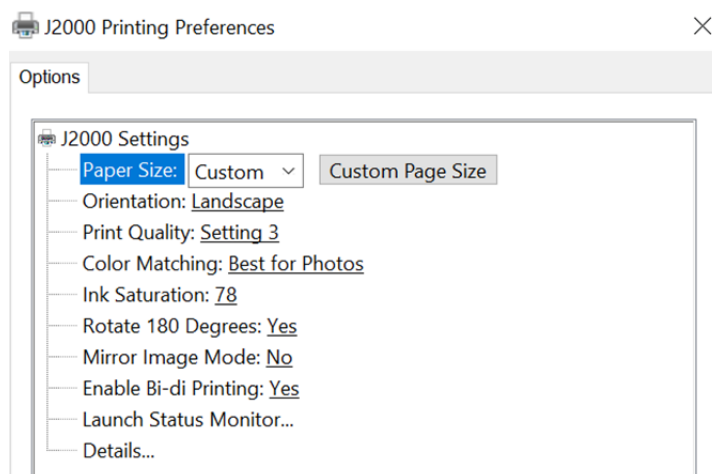 J2000 Printing Preferences
Options
J2000 Settings
Paper Size: Custom Custom Page Size
Orientation: Landscape
Print Quality: Setting 3
Color Matching: Best for Photos
Ink Saturation: 78
Rotate 180 Degrees: Yes
Mirror Image Mode: No
Enable Bi-di Printing: Yes
Launch Status Monitor...
Details...